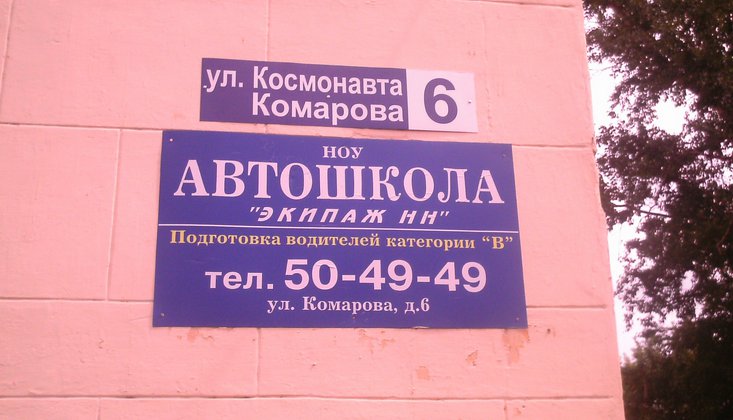 ул. Космонавта
Комарова 6
НОУ
АВТОШКОЛА
"ЭКИПАЖ НН"
Подготовка водителей категории “В”
тел. 50-49-49
ул. Комарова, д.6